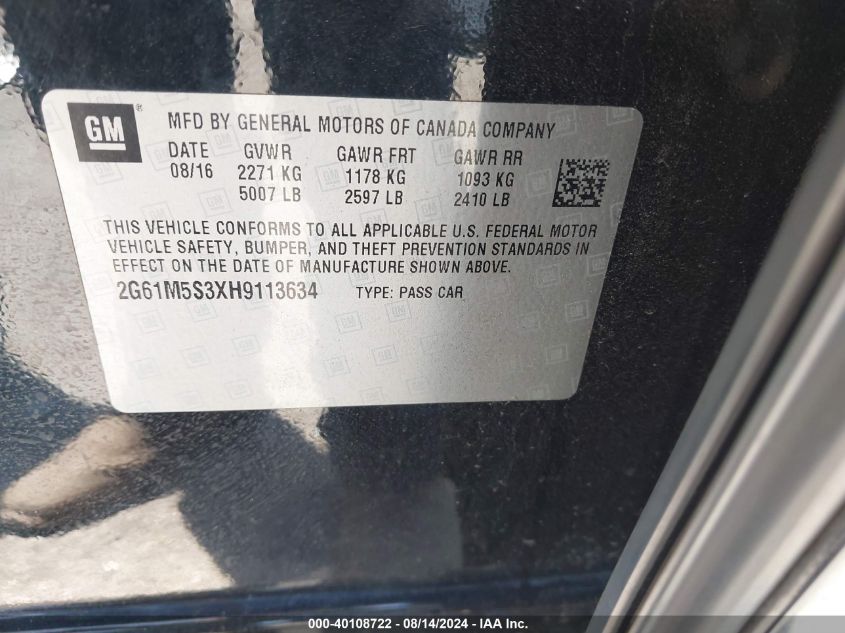 GM ® MFD BY GENERAL MOTORS OF CANADA COMPANY
DATE GVWR GAWR FRT GAWR RR
08/16 2271 KG 1178 KG 1093 KG
5007 LB 2597 LB 2410 LB
THIS VEHICLE CONFORMS TO ALL APPLICABLE U.S. FEDERAL MOTOR
VEHICLE SAFETY, BUMPER, AND THEFT PREVENTION STANDARDS IN
EFFECT ON THE DATE OF MANUFACTURE SHOWN ABOVE.
2G61M5S3XH9113634 TYPE: PASS CAR
000-40108722 - 08/14/2024 - IAA Inc.